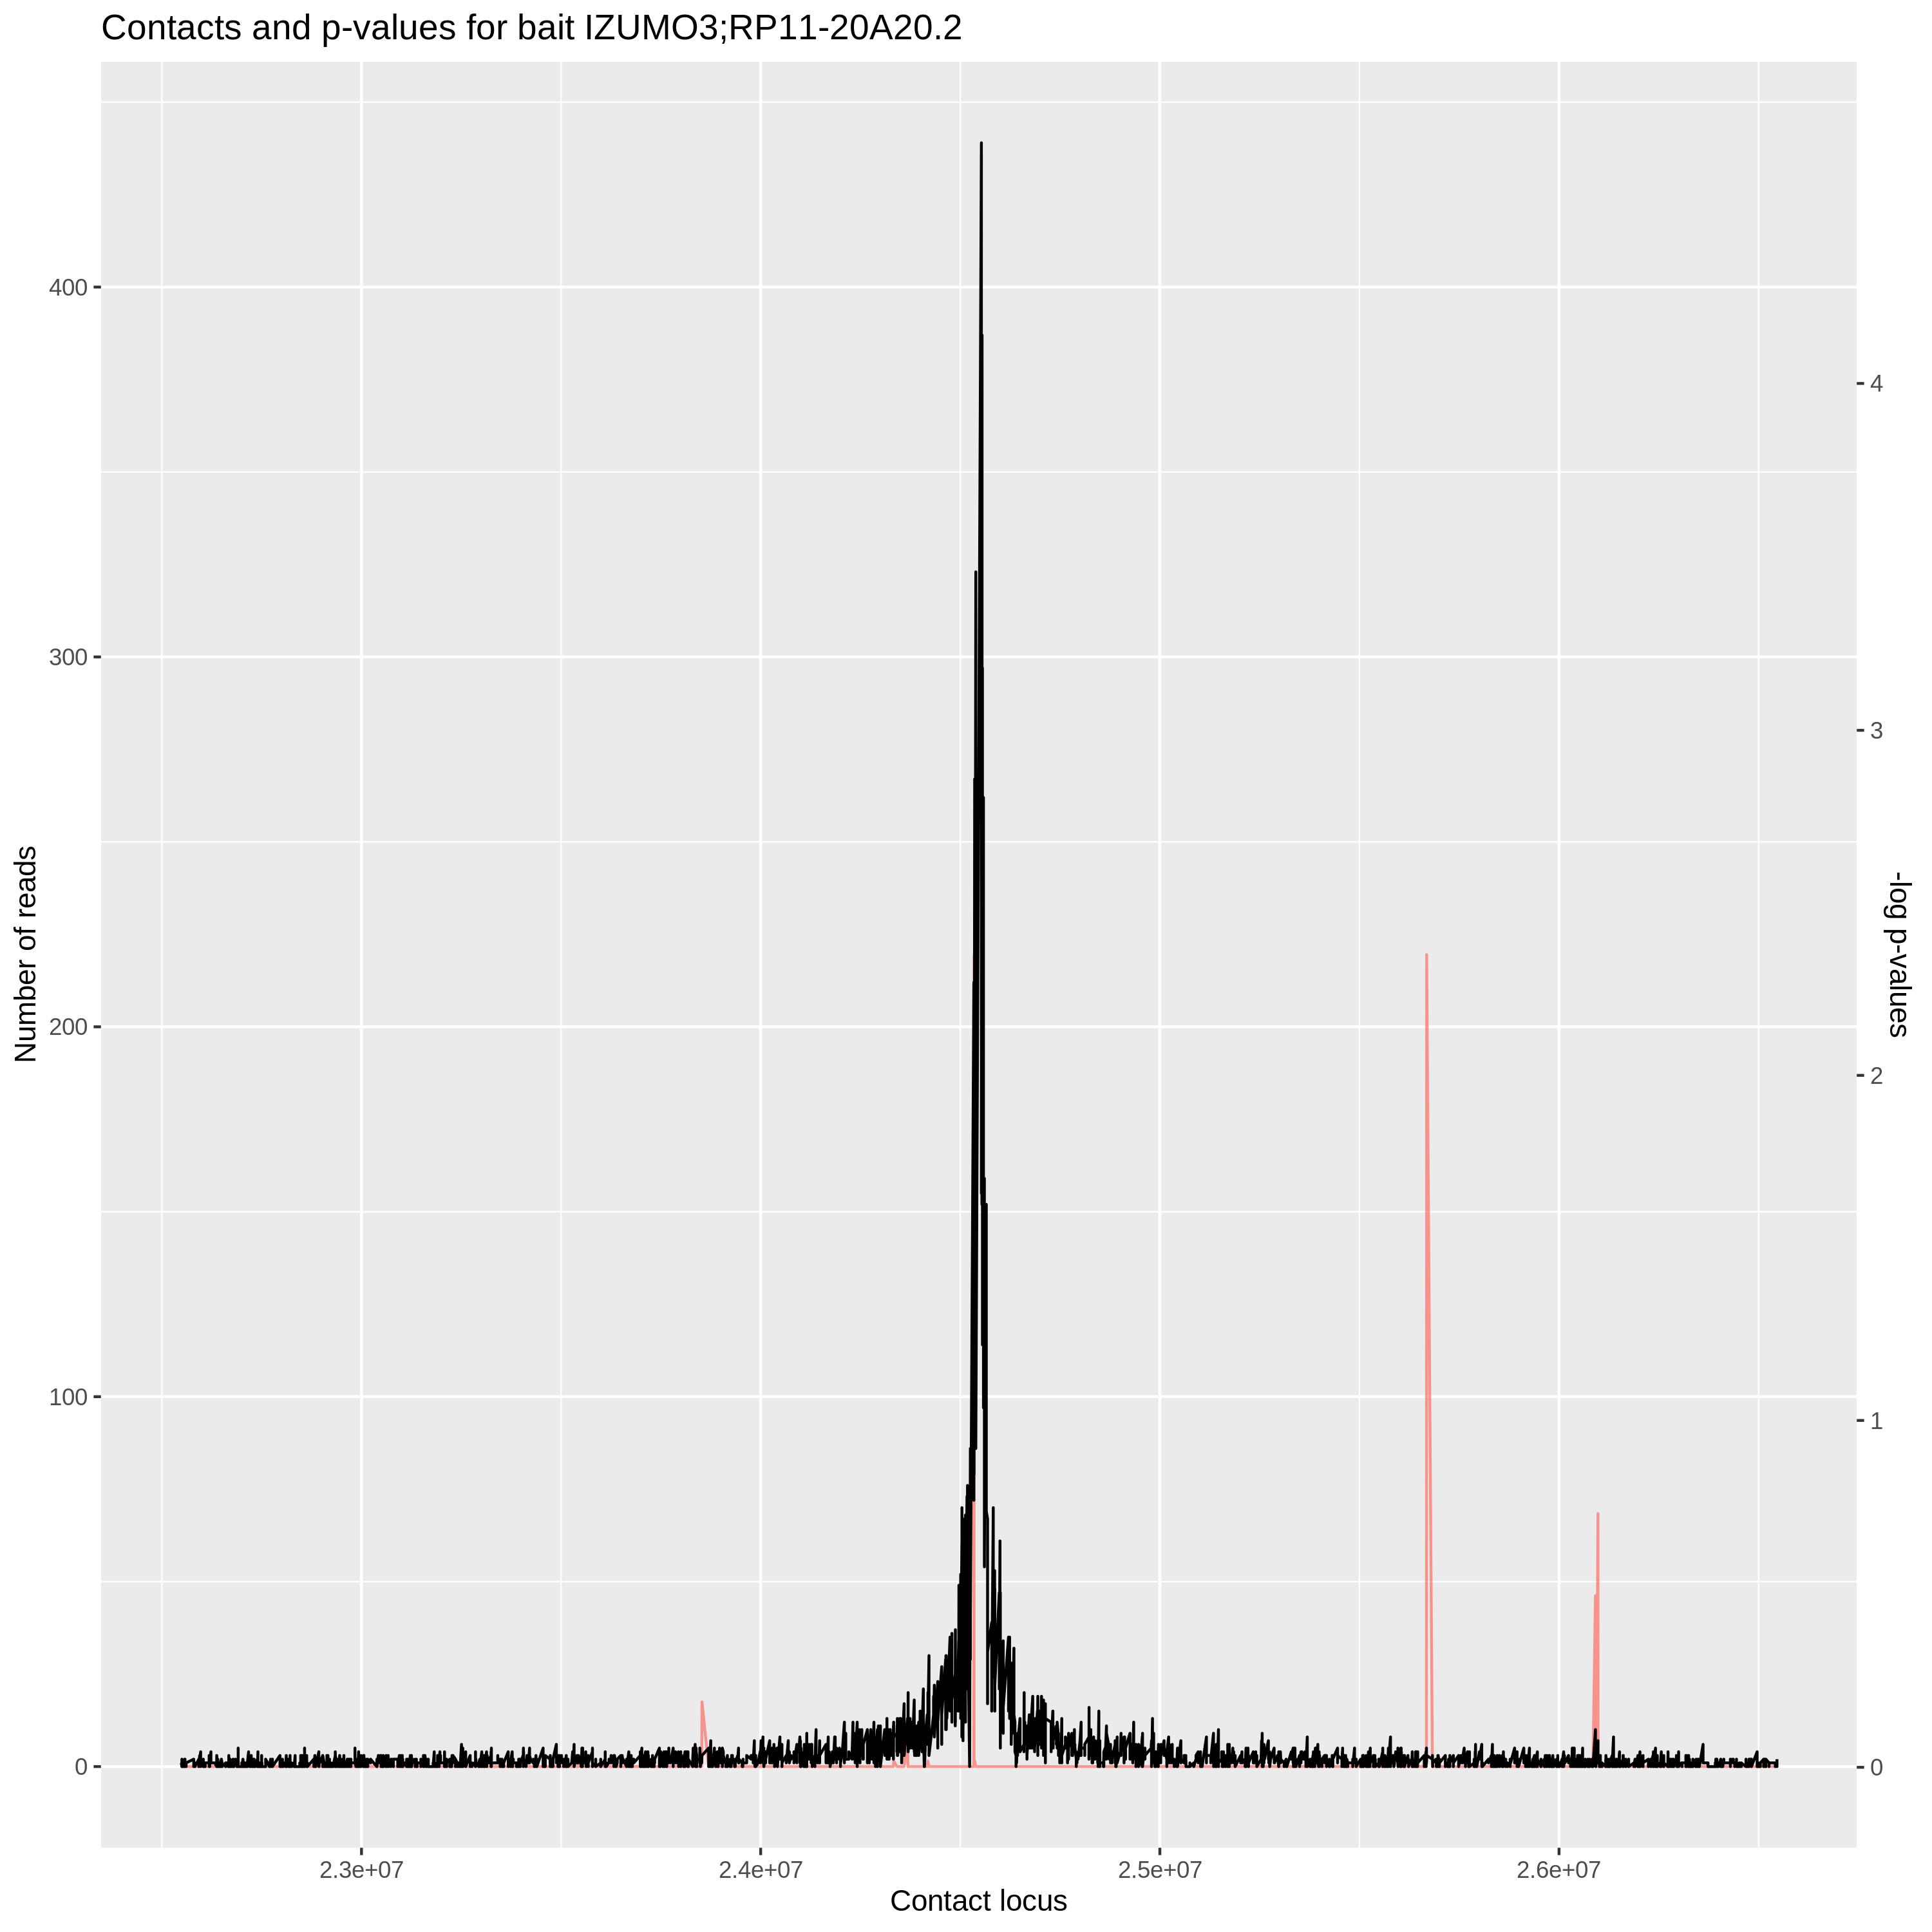 Contacts and p-values for bait IZUMO3;RP11-20A20.2
400
300
200
100
0
Number of reads
4
3
2
1
0
-log p-values
2.3e+07
2.4e+07
2.5e+07
2.6e+07
Contact locus